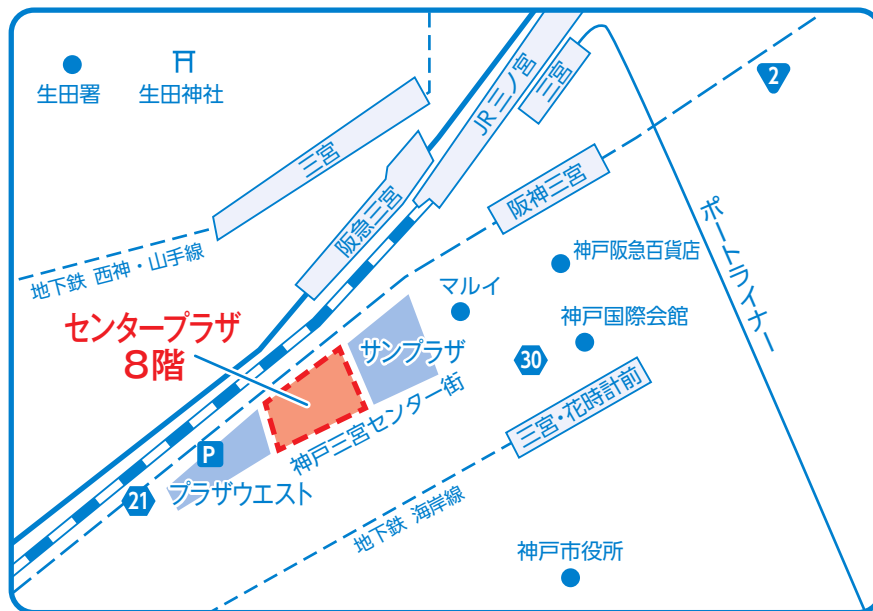 生田署
生田神社
三宮
阪急三宮
JR 三ノ宮
三宮
2
阪神三宮
ポートライナー
地下鉄 西神・山手線
神戸阪急百貨店
マルイ
神戸国際会館
センタープラザ
8階
サンプラザ
30
三宮・花時計前
神戸三宮センター街
P
21
プラザウエスト
地下鉄 海岸線
神戸市役所